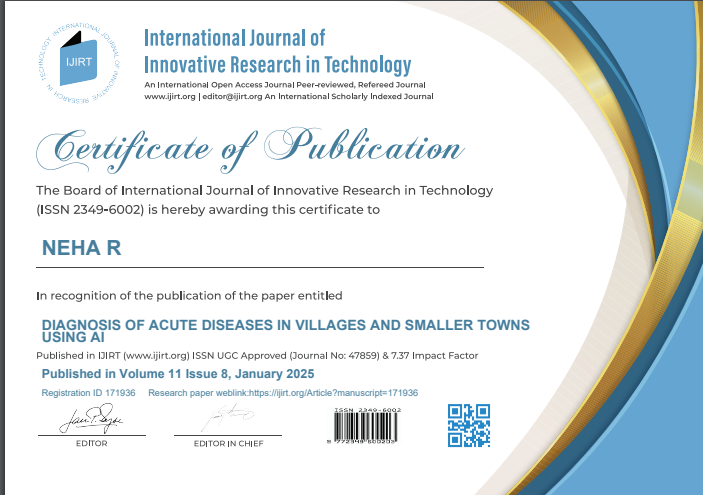 INTERNATIONAL JOURNAL OF INNOVATIVE RESEARCH IN TECHNOLOGY
IJIRT
International Journal of
Innovative Research in Technology
An International Open Access Journal Peer-reviewed, Refereed Journal
www.ijirt.org | editor@ijirt.org An International Scholarly Indexed Journal
Certificate of Publication
The Board of International Journal of Innovative Research in Technology
(ISSN 2349-6002) is hereby awarding this certificate to
NEHA R
In recognition of the publication of the paper entitled
DIAGNOSIS OF ACUTE DISEASES IN VILLAGES AND SMALLER TOWNS
USING AI
Published in IJIRT (www.ijirt.org) ISSN UGC Approved (Journal No: 47859) & 7.37 Impact Factor
Published in Volume 11 Issue 8, January 2025
Registration ID 171936 Research paper weblink:https://ijirt.org/Article?manuscript=171936
EDITOR
EDITOR IN CHIEF
ISSN 2349-6002